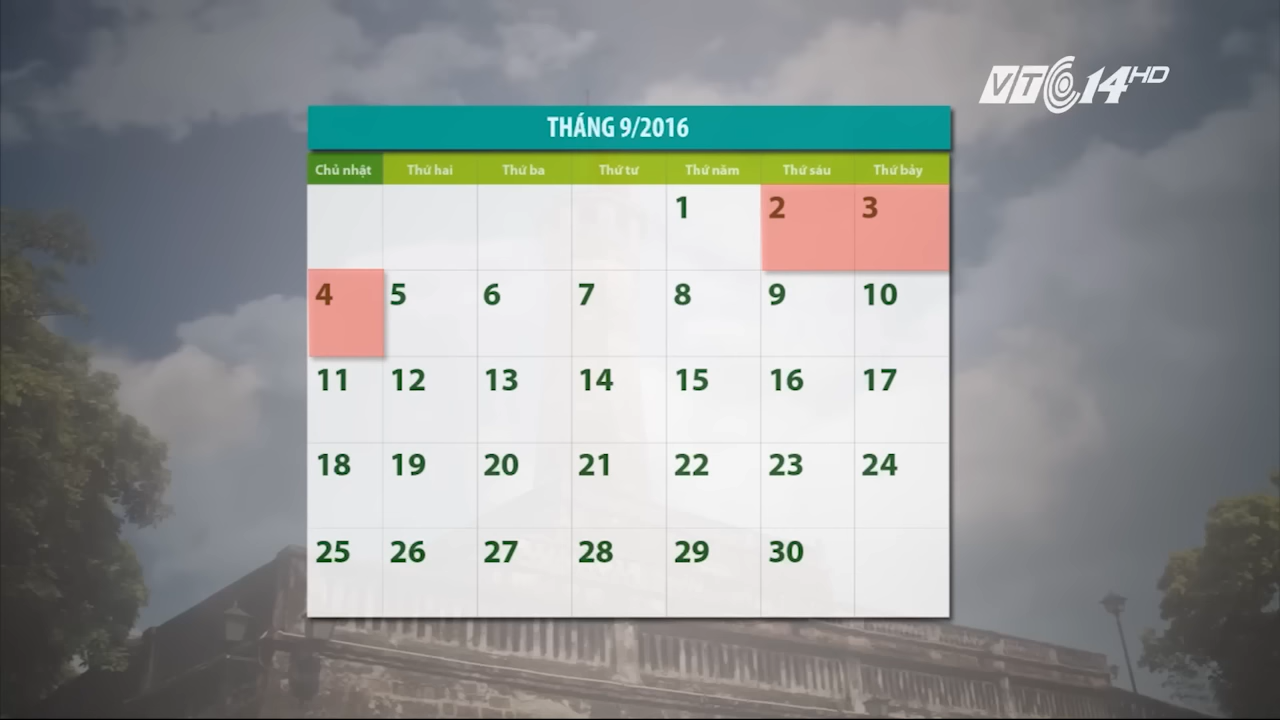 VTC14 HD
THÁNG 9/2016
Chủ nhật Thứ hai Thứ ba Thứ tư Thứ năm Thứ sáu Thứ bảy
1 2 3
4 5 6 7 8 9 10
11 12 13 14 15 16 17
18 19 20 21 22 23 24
25 26 27 28 29 30